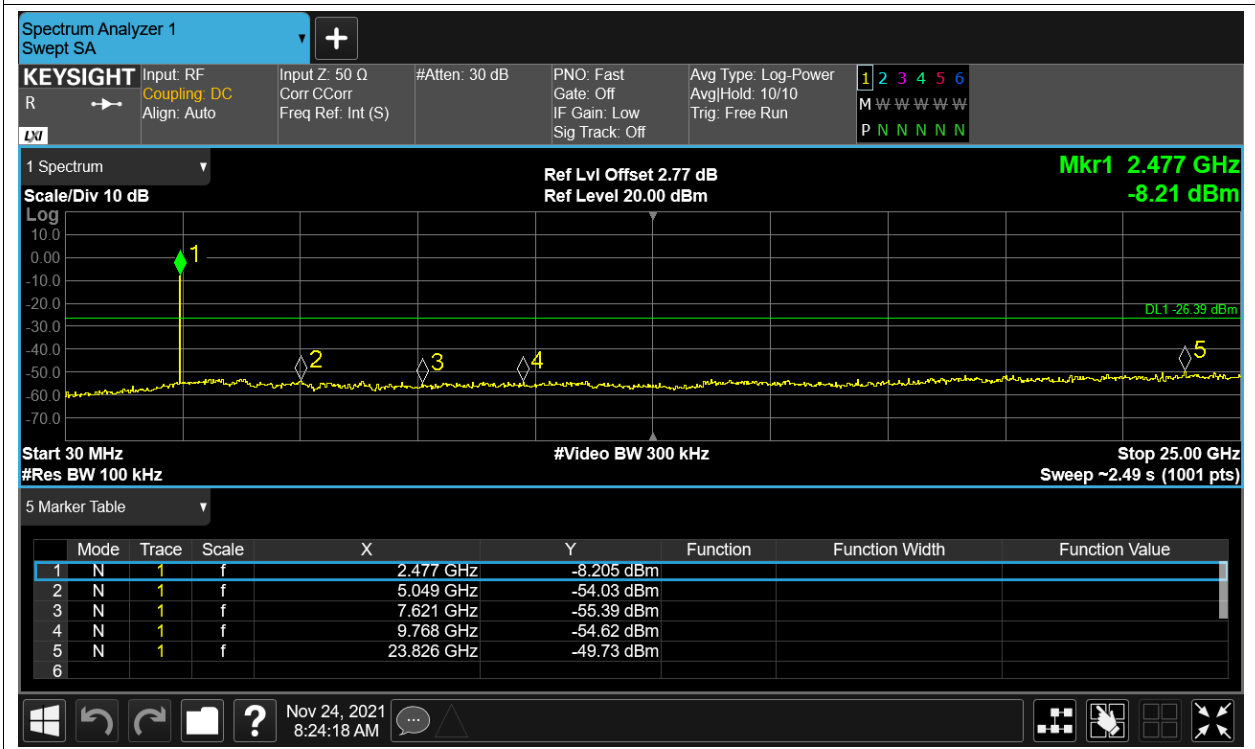 Spectrum Analyzer 1
Swept SA
KEYSIGHT
R
LXI
Input: RF
Coupling: DC
Align: Auto
Input Z: 50 Ω
Corr CCorr
Freq Ref: Int (S)
#Atten: 30 dB
PNO: Fast
Gate: Off
IF Gain: Low
Sig Track: Off
Avg Type: Log-Power
Avg|Hold: 10/10
Trig: Free Run
1 2 3 4 5 6
M W W W W W
P N N N N N
1 Spectrum
Scale/Div 10 dB
Ref Lvl Offset 2.77 dB
Ref Level 20.00 dBm
Mkr1 2.477 GHz
-8.21 dBm
Log
10.0
0.00
-10.0
-20.0
-30.0
-40.0
-50.0
-60.0
-70.0
1
2
3
4
5
DL1 -26.39 dBm
Start 30 MHz
#Res BW 100 kHz
#Video BW 300 kHz
Stop 25.00 GHz
Sweep ~2.49 s (1001 pts)
5 Marker Table
Mode Trace Scale X Y Function Function Width Function Value
1 N 1 f 2.477 GHz -8.205 dBm
2 N 1 f 5.049 GHz -54.03 dBm
3 N 1 f 7.621 GHz -55.39 dBm
4 N 1 f 9.768 GHz -54.62 dBm
5 N 1 f 23.826 GHz -49.73 dBm
6
?
Nov 24, 2021
8:24:18 AM